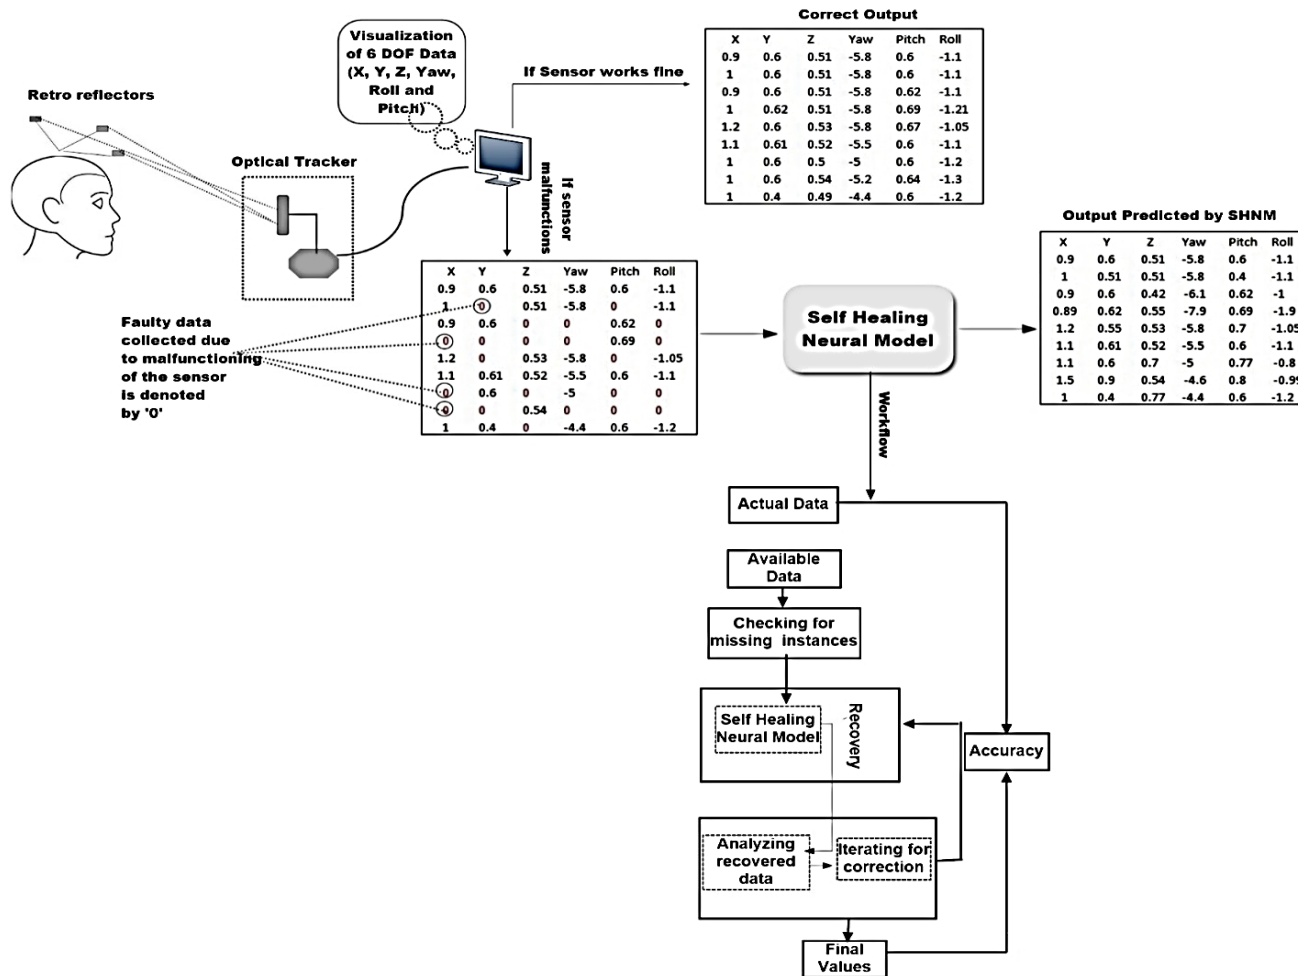 Correct Output
X Y Z Yaw Pitch Roll
0.9 0.6 0.51 -5.8 0.6 -1.1
1 0.6 0.51 -5.8 0.6 -1.1
0.9 0.6 0.51 -5.8 0.62 -1.1
1 0.62 0.51 -5.8 0.69 -1.21
1.2 0.6 0.53 -5.8 0.67 -1.05
1.1 0.61 0.52 -5.5 0.6 -1.1
1 0.6 0.5 -5 0.6 -1.2
1 0.6 0.54 -5.2 0.64 -1.3
1 0.4 0.49 -4.4 0.6 -1.2
Visualization
of 6 DOF Data
(X, Y, Z, Yaw,
Roll and
Pitch)
If Sensor works fine
Retro reflectors
Optical Tracker
If sensor
malfunctions
X Y Z Yaw Pitch Roll
0.9 0.6 0.51 -5.8 0.6 -1.1
1 0 0.51 -5.8 0 -1.1
0.9 0.6 0 0 0.62 0
0 0 0 0 0.69 0
1.2 0 0.53 -5.8 0 -1.05
1.1 0.61 0.52 -5.5 0.6 -1.1
0 0.6 0 -5 0 0
0 0 0.54 0 0 0
1 0.4 0 -4.4 0.6 -1.2
Faulty data
collected due
to malfunctioning
of the sensor
is denoted
by '0'
Self Healing
Neural Model
Output Predicted by SHNM
X Y Z Yaw Pitch Roll
0.9 0.6 0.51 -5.8 0.6 -1.1
1 0.51 0.51 -5.8 0.4 -1.1
0.9 0.6 0.42 -6.1 0.62 -1
0.89 0.62 0.55 -7.9 0.69 -1.9
1.2 0.55 0.53 -5.8 0.7 -1.05
1.1 0.61 0.52 -5.5 0.6 -1.1
1.1 0.6 0.7 -5 0.77 -0.8
1.5 0.9 0.54 -4.6 0.8 -0.99
1 0.4 0.77 -4.4 0.6 -1.2
Workflow
Actual Data
Available
Data
Checking for
missing instances
Self Healing
Neural Model
Recovery
Accuracy
Analyzing
recovered
data
Iterating for
correction
Final
Values